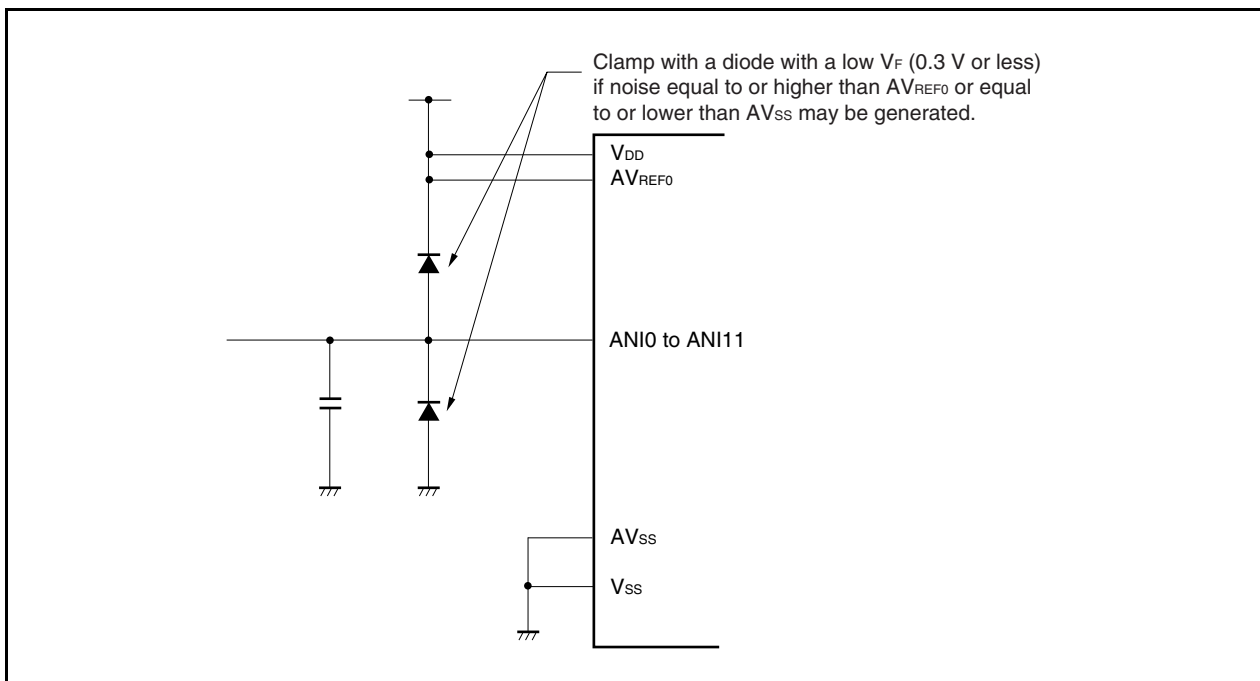 Clamp with a diode with a low VF (0.3 V or less)
if noise equal to or higher than AVREF0 or equal
to or lower than AVSS may be generated.
VDD
AVREF0
ANI0 to ANI11
AVSS
VSS